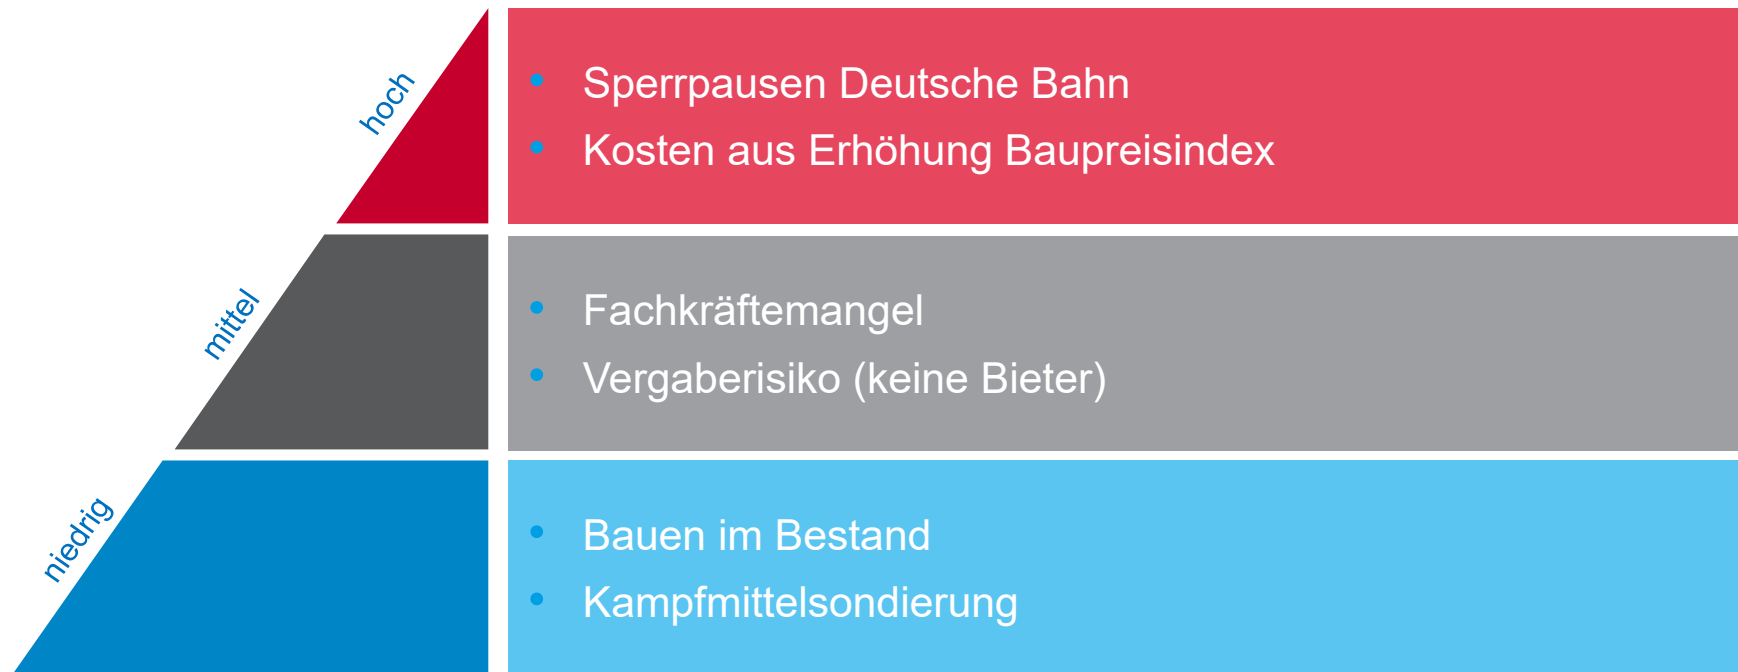 hoch
• Sperrpausen Deutsche Bahn
• Kosten aus Erhöhung Baupreisindex
mittel
• Fachkräftemangel
• Vergaberisiko (keine Bieter)
niedrig
• Bauen im Bestand
• Kampfmittelsondierung